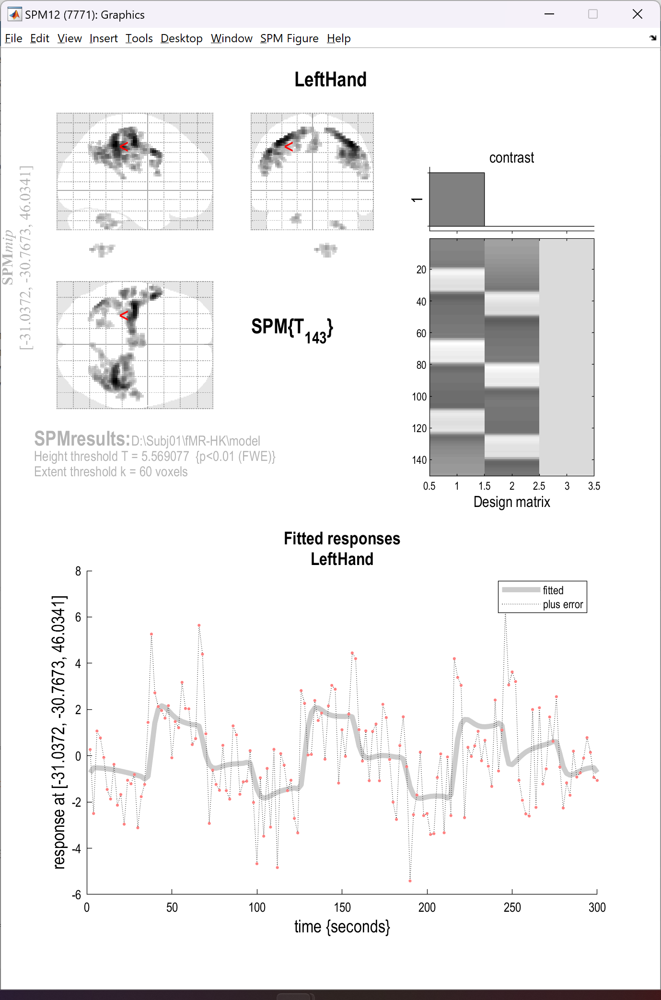 SPM12 (7771): Graphics
File Edit View Insert Tools Desktop Window SPM Figure Help
LeftHand
SPMmip
[-31.0372, -30.7673, 46.0341]
SPM{T143}
contrast
1
20
40
60
80
100
120
140
0.5 1 1.5 2 2.5 3 3.5
Design matrix
SPMresults: D:\Subj01\fMR-HK\model
Height threshold T = 5.569077 {p<0.01 (FWE)}
Extent threshold k = 60 voxels
Fitted responses
LeftHand
fitted
plus error
response at [-31.0372, -30.7673, 46.0341]
8
6
4
2
0
-2
-4
-6
0 50 100 150 200 250 300
time {seconds}